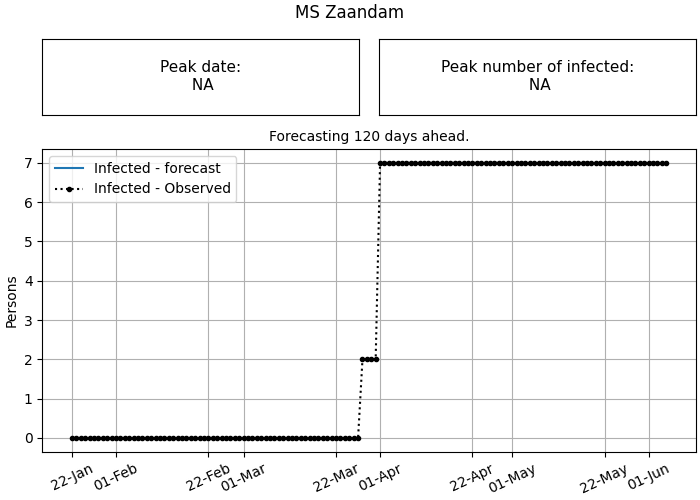 MS Zaandam
Peak date:
NA
Peak number of infected:
NA
Forecasting 120 days ahead.
Infected - forecast
Infected - Observed
7
6
5
4
3
2
1
0
Persons
22-Jan
01-Feb
22-Feb
01-Mar
22-Mar
01-Apr
22-Apr
01-May
22-May
01-Jun